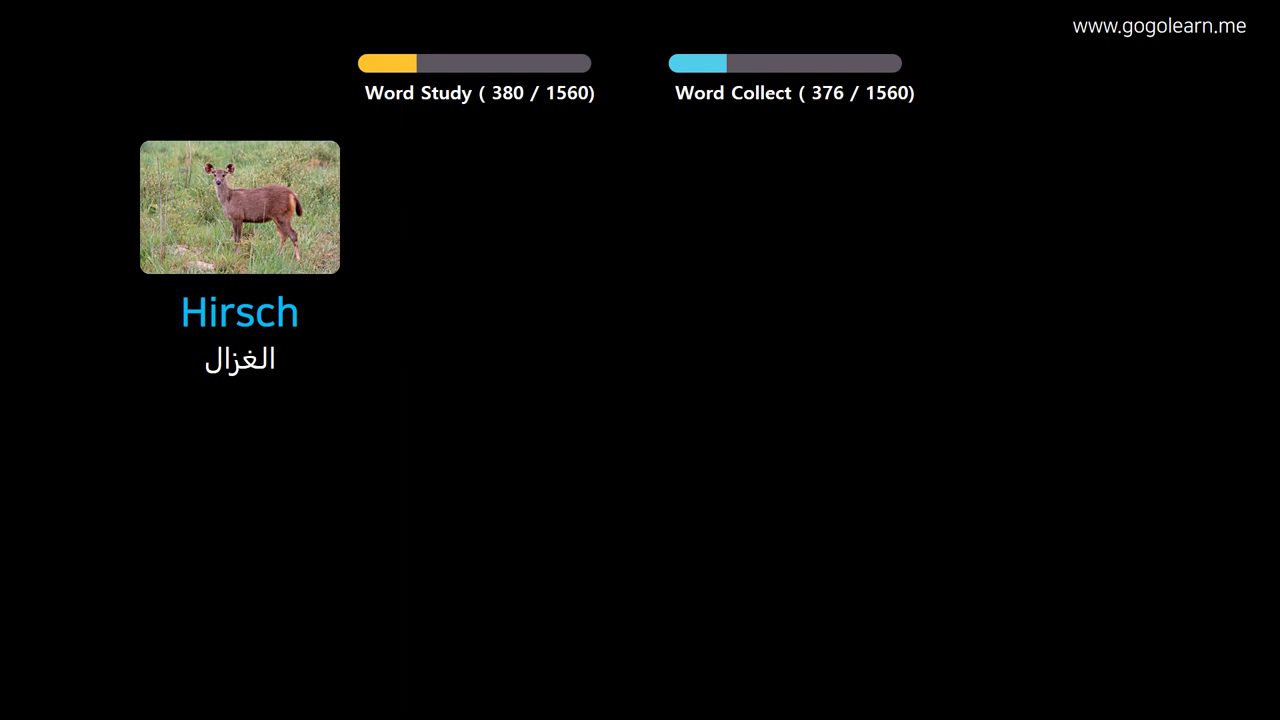 www.gogolearn.me
Word Study ( 380 / 1560)
Word Collect ( 376 / 1560)
Hirsch
الغزال